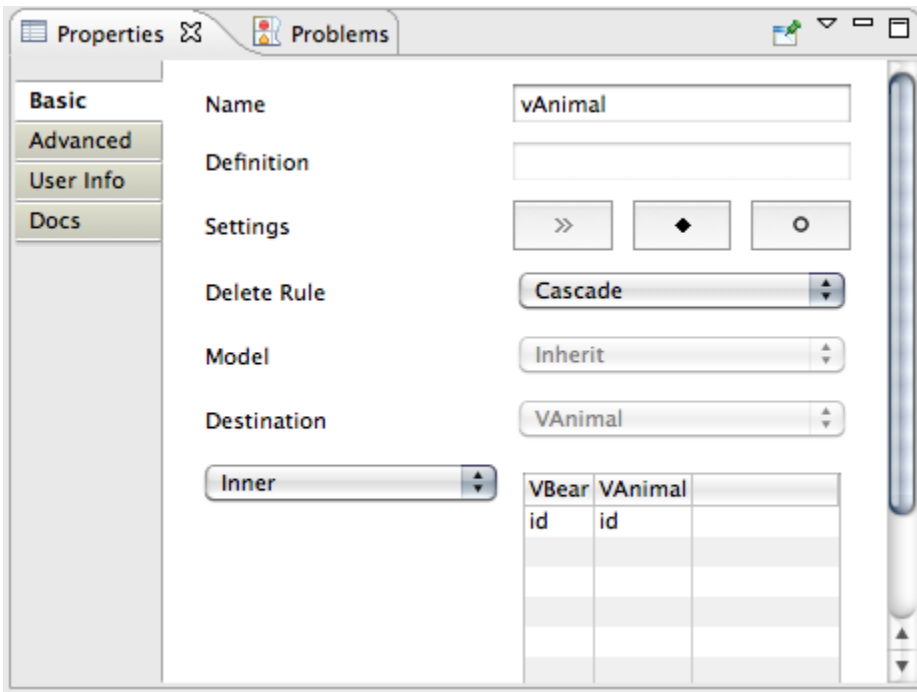 Properties Problems
Basic
Advanced
User Info
Docs
Name vAnimal
Definition
Settings
Delete Rule Cascade
Model Inherit
Destination VAnimal
Inner
VBear VAnimal
id id